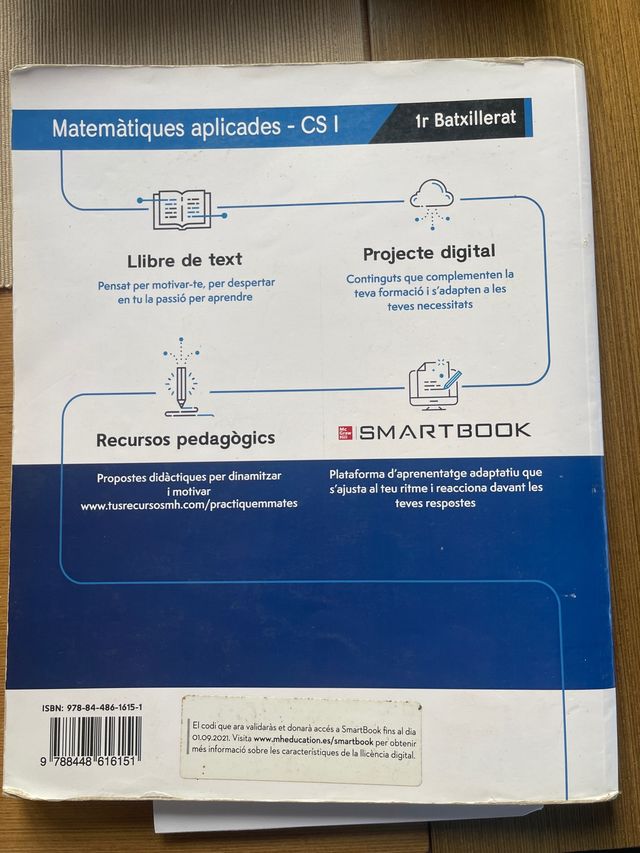 Matemàtiques aplicades - CS I
1r Batxillerat
Llibre de text
Pensat per motivar-te, per despertar
en tu la passió per aprendre
Projecte digital
Continguts que complementen la
teva formació i s'adapten a les
teves necessitats
Recursos pedagògics
Propostes didàctiques per dinamitzar
i motivar
www.tusrecursosmh.com/practiquemmates
Mc
Graw
Hill
SMARTBOOK
Plataforma d'aprenentatge adaptatiu que
s'ajusta al teu ritme i reacciona davant les
teves respostes
ISBN: 978-84-486-1615-1
9 788448 616151
El codi que ara validaràs et donarà accés a SmartBook fins al dia
01.09.2021. Visita www.mheducation.es/smartbook per obtenir
més informació sobre les característiques de la llicència digital.